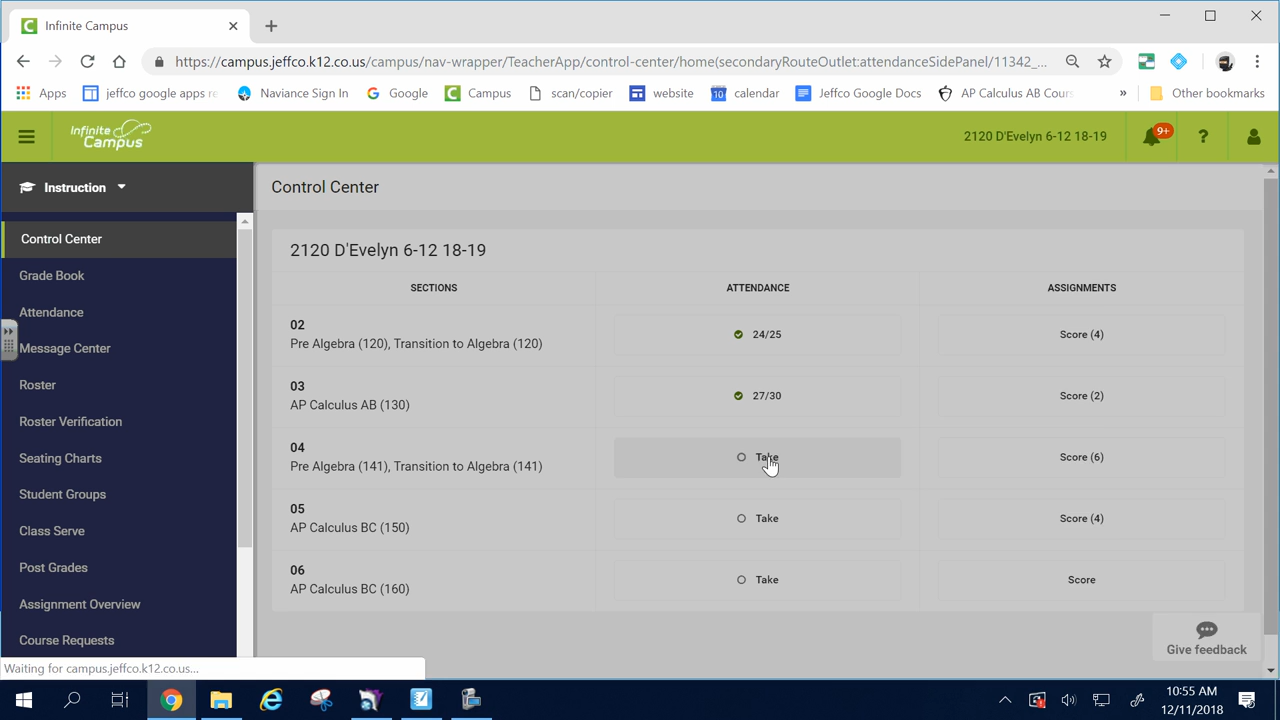 Infinite Campus
https://campus.jeffco.k12.co.us/campus/nav-wrapper/TeacherApp/control-center/home(secondaryRouteOutlet:attendanceSidePanel/11342_...
Apps jeffco google apps Naviance Sign In Google Campus scan/copier website calendar Jeffco Google Docs AP Calculus AB » Other bookmarks
Infinite Campus
2120 D'Evelyn 6-12 18-19
9+
?
Instruction
Control Center
Control Center
Grade Book
Attendance
Message Center
Roster
Roster Verification
Seating Charts
Student Groups
Class Serve
Post Grades
Assignment Overview
Course Requests
2120 D'Evelyn 6-12 18-19
SECTIONS ATTENDANCE ASSIGNMENTS
02
Pre Algebra (120), Transition to Algebra (120) 24/25 Score (4)
03
AP Calculus AB (130) 27/30 Score (2)
04
Pre Algebra (141), Transition to Algebra (141) Take Score (6)
05
AP Calculus BC (150) Take Score (4)
06
AP Calculus BC (160) Take Score
Give feedback
Waiting for campus.jeffco.k12.co.us...
10:55 AM
12/11/2018